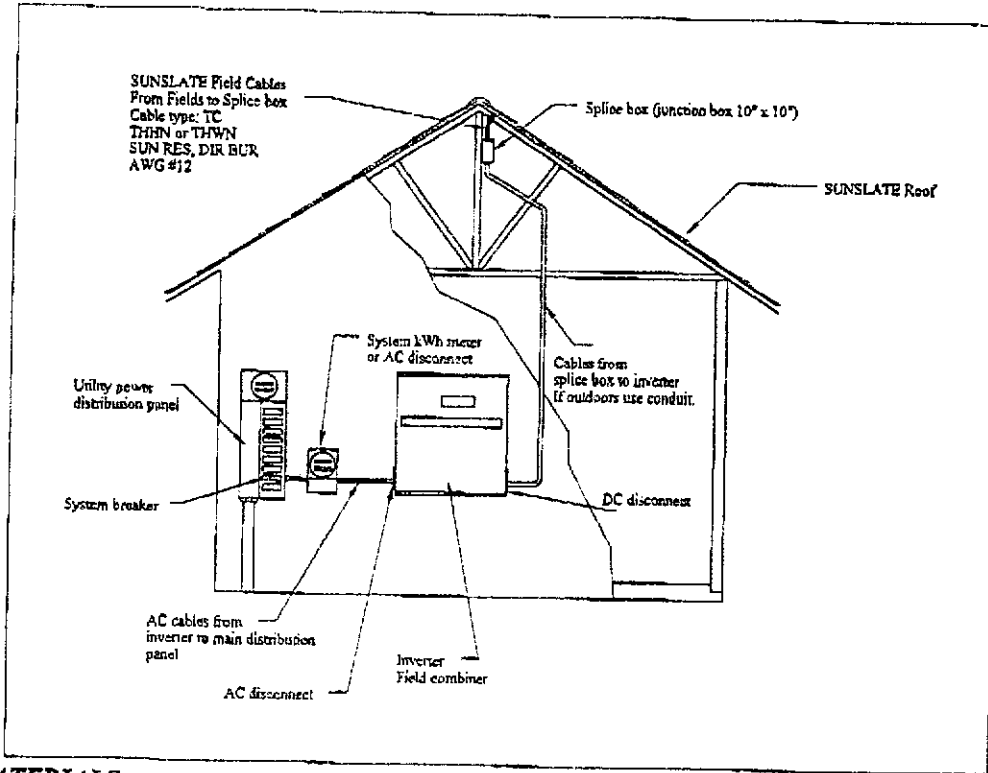 SUNSLATE Field Cables
From Fields to Splice box
Cable type: TC
THHN or THWN
SUN RES, DIR BUR
AWG #12
Splice box (junction box 10" x 10")
SUNSLATE Roof
System kWh meter
or AC disconnect
Cables from
splice box to inverter
If outdoors use conduit.
Utility power
distribution panel
System breaker
DC disconnect
AC cables from
inverter to main distribution
panel
Inverter
Field combiner
AC disconnect